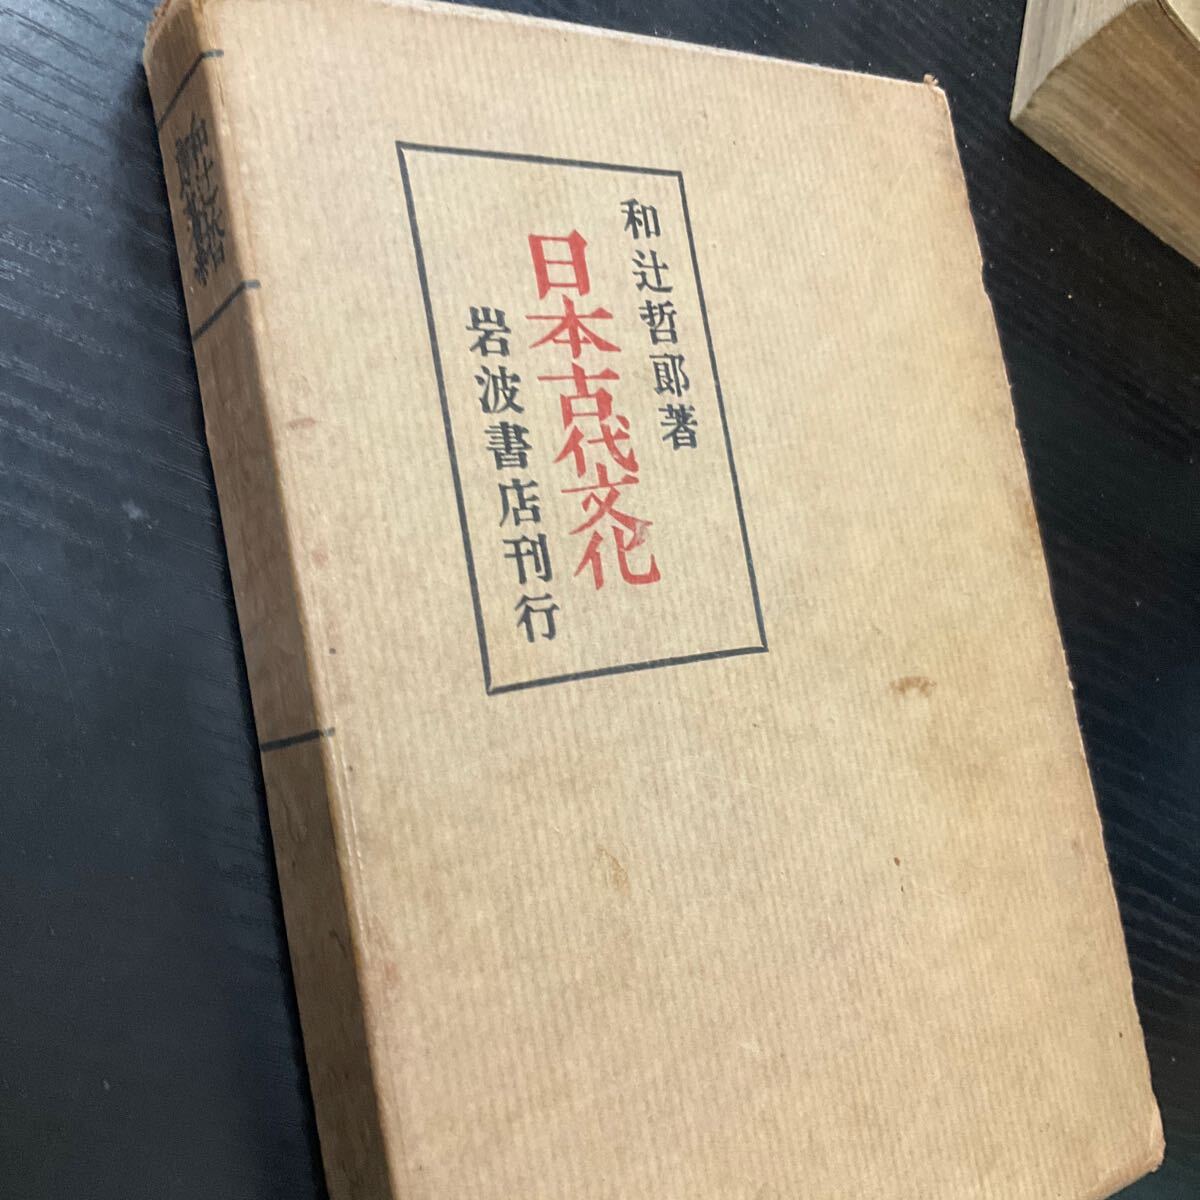 和辻哲郎著
日本古代文化
岩波書店刊行